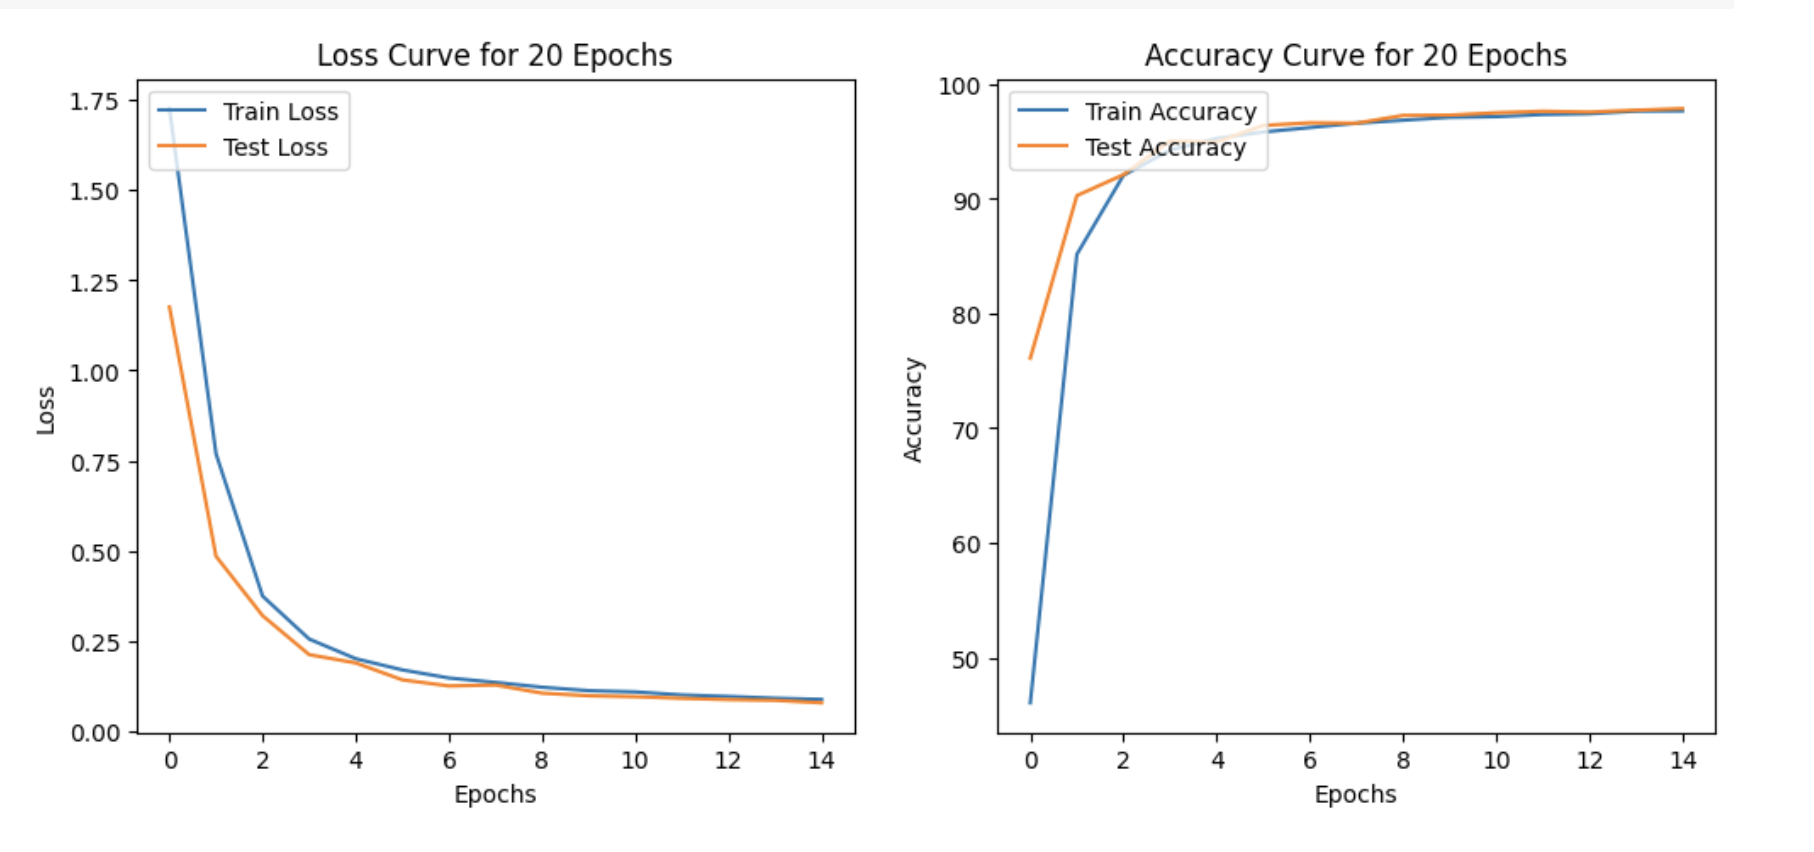 Loss Curve for 20 Epochs
Train Loss
Test Loss
1.75
1.50
1.25
1.00
0.75
0.50
0.25
0.00
Loss
0 2 4 6 8 10 12 14
Epochs
Accuracy Curve for 20 Epochs
Train Accuracy
Test Accuracy
100
90
80
70
60
50
Accuracy
0 2 4 6 8 10 12 14
Epochs